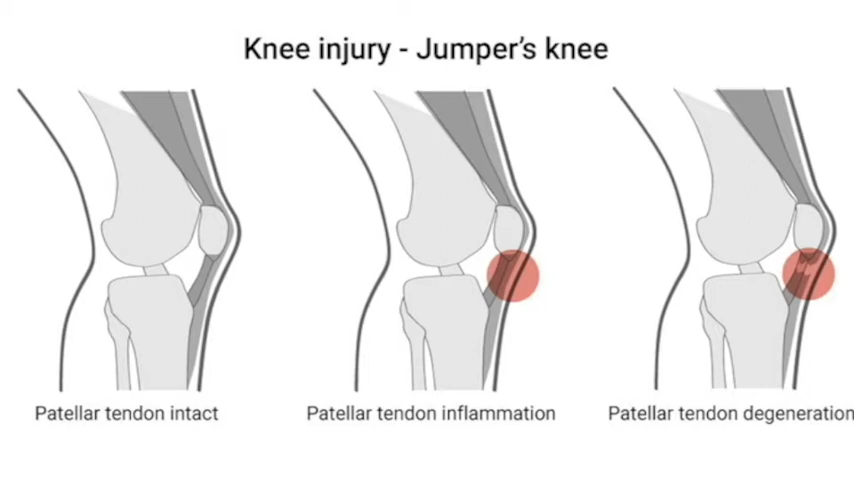 Knee injury - Jumper's knee
Patellar tendon intact
Patellar tendon inflammation
Patellar tendon degeneration